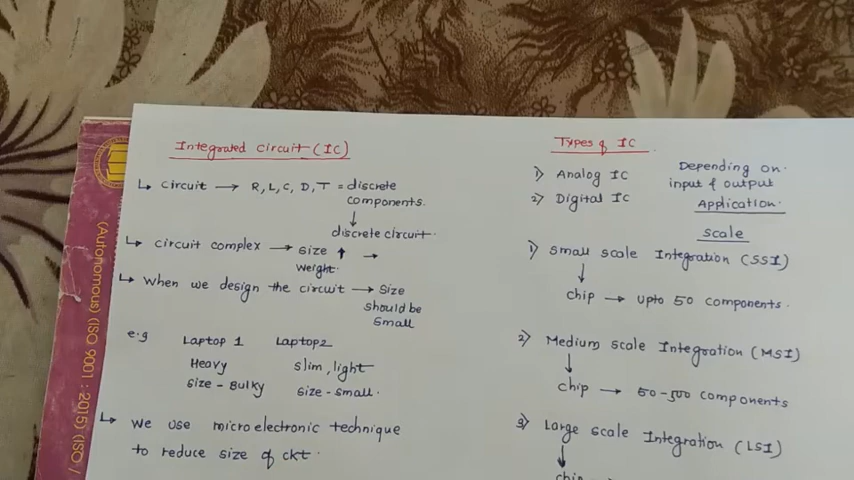 Integrated circuit (IC)
↳ circuit → R, L, C, D, T = discrete
components.
↓
discrete circuit.
↳ circuit complex → size ↑ →
weight.
↳ When we design the circuit → size
should be
small
e.g Laptop 1 Laptop2
Heavy slim, light
size - Bulky size - small.
↳ We use micro electronic technique
to reduce size of ckt.
Types of IC
1) Analog IC
2) Digital IC
Depending on
input & output
Application.
scale
1) Small scale Integration (SSI)
↓
chip → upto 50 components.
2) Medium scale Integration (MSI)
↓
chip → 50-500 components
3) Large scale Integration (LSI)
↓
chip
(Autonomous) (ISO 9001 : 2015) (ISO /